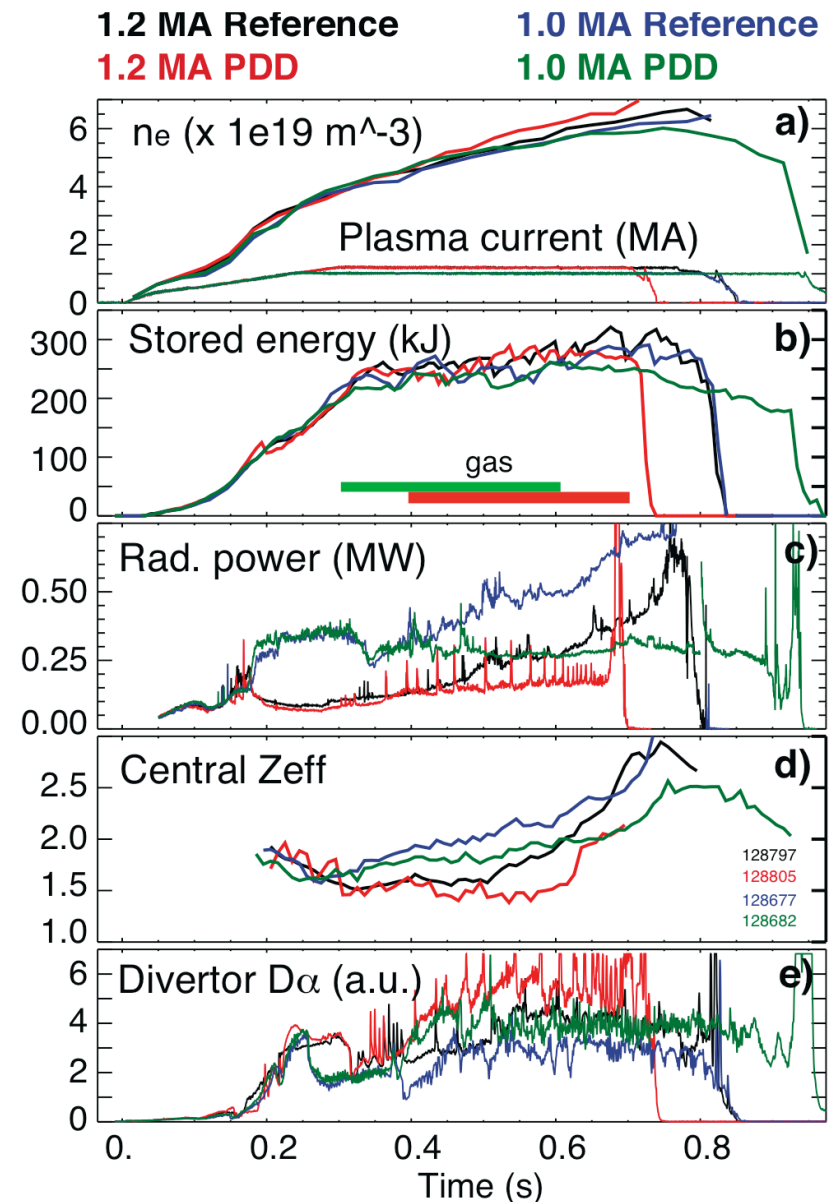 1.2 MA Reference 1.0 MA Reference
1.2 MA PDD 1.0 MA PDD
ne (x 1e19 m^-3) a)
6
4
Plasma current (MA)
2
0
Stored energy (kJ) b)
300
200
100
gas
0
Rad. power (MW) c)
0.50
0.25
0.00
Central Zeff d)
2.5
2.0
128797
128805
1.5
128677
128682
1.0
Divertor Dα (a.u.) e)
6
4
2
0
0. 0.2 0.4 0.6 0.8
Time (s)